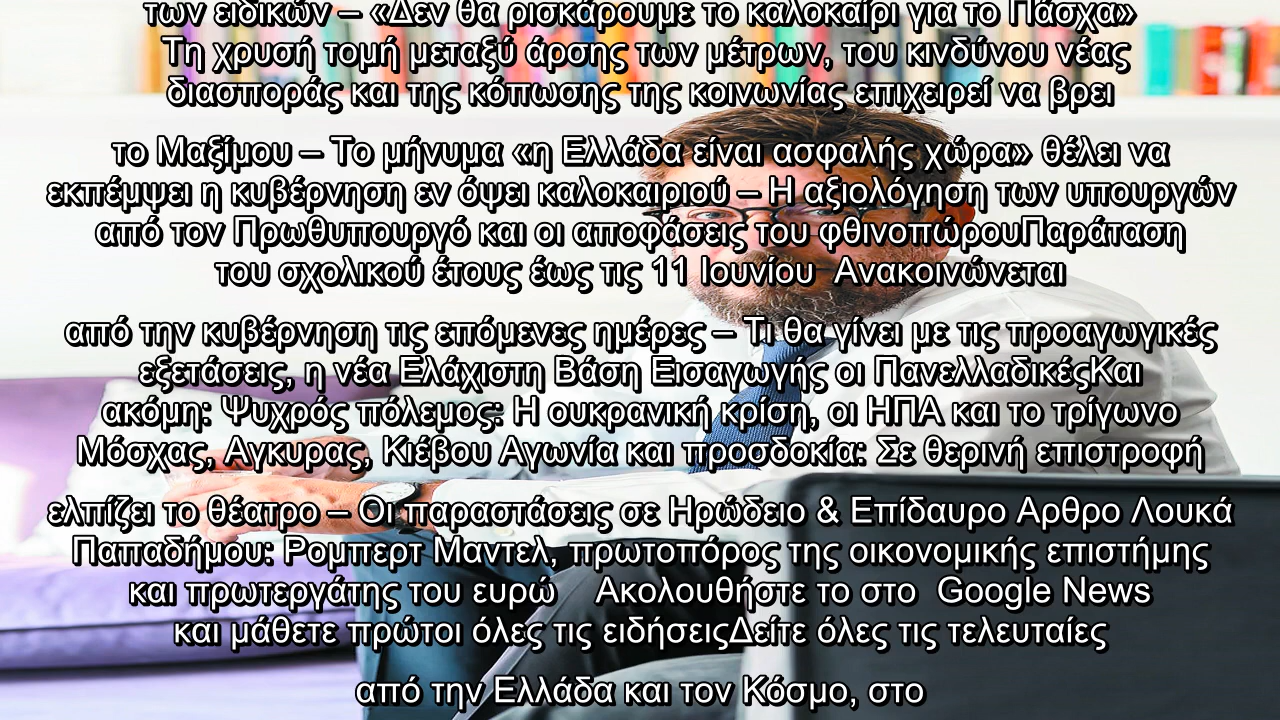 των ειδικών – «Δεν θα ρισκάρουμε το καλοκαίρι για το Πάσχα»
Τη χρυσή τομή μεταξύ άρσης των μέτρων, του κινδύνου νέας
διασποράς και της κόπωσης της κοινωνίας επιχειρεί να βρει
το Μαξίμου – Το μήνυμα «η Ελλάδα είναι ασφαλής χώρα» θέλει να
εκπέμψει η κυβέρνηση εν όψει καλοκαιριού – Η αξιολόγηση των υπουργών
από τον Πρωθυπουργό και οι αποφάσεις του φθινοπώρουΠαράταση
του σχολικού έτους έως τις 11 Ιουνίου  Ανακοινώνεται
από την κυβέρνηση τις επόμενες ημέρες – Τι θα γίνει με τις προαγωγικές
εξετάσεις, η νέα Ελάχιστη Βάση Εισαγωγής οι ΠανελλαδικέςΚαι
ακόμη: Ψυχρός πόλεμος: Η ουκρανική κρίση, οι ΗΠΑ και το τρίγωνο
Μόσχας, Αγκυρας, Κιέβου Αγωνία και προσδοκία: Σε θερινή επιστροφή
ελπίζει το θέατρο – Οι παραστάσεις σε Ηρώδειο & Επίδαυρο Αρθρο Λουκά
Παπαδήμου: Ρομπερτ Μαντελ, πρωτοπόρος της οικονομικής επιστήμης
και πρωτεργάτης του ευρώ    Ακολουθήστε το στο  Google News
και μάθετε πρώτοι όλες τις ειδήσειςΔείτε όλες τις τελευταίες
από την Ελλάδα και τον Κόσμο, στο